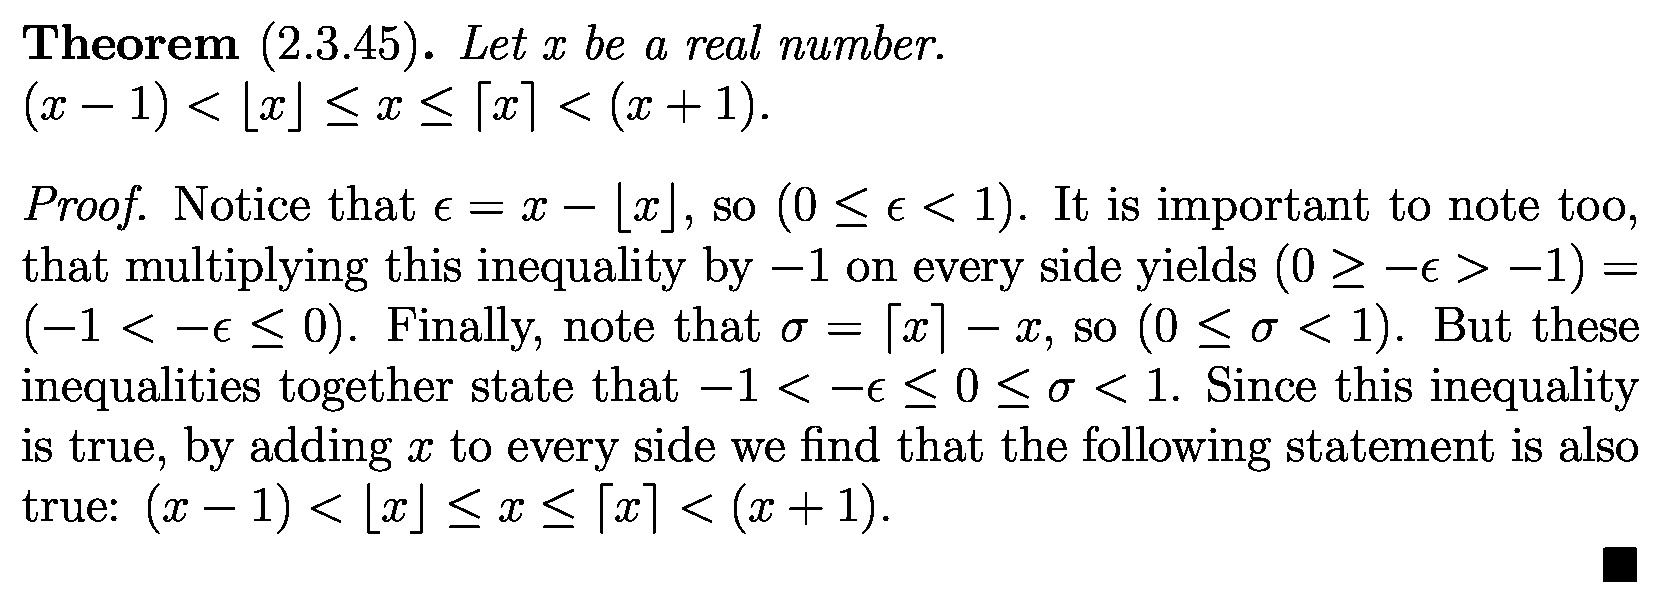 Theorem (2.3.45). Let x be a real number.
(x − 1) < ⌊x⌋ ≤ x ≤ ⌈x⌉ < (x + 1).
Proof. Notice that ϵ = x − ⌊x⌋, so (0 ≤ ϵ < 1). It is important to note too,
that multiplying this inequality by −1 on every side yields (0 ≥ −ϵ > −1) =
(−1 < −ϵ ≤ 0). Finally, note that σ = ⌈x⌉ − x, so (0 ≤ σ < 1). But these
inequalities together state that −1 < −ϵ ≤ 0 ≤ σ < 1. Since this inequality
is true, by adding x to every side we find that the following statement is also
true: (x − 1) < ⌊x⌋ ≤ x ≤ ⌈x⌉ < (x + 1).
■